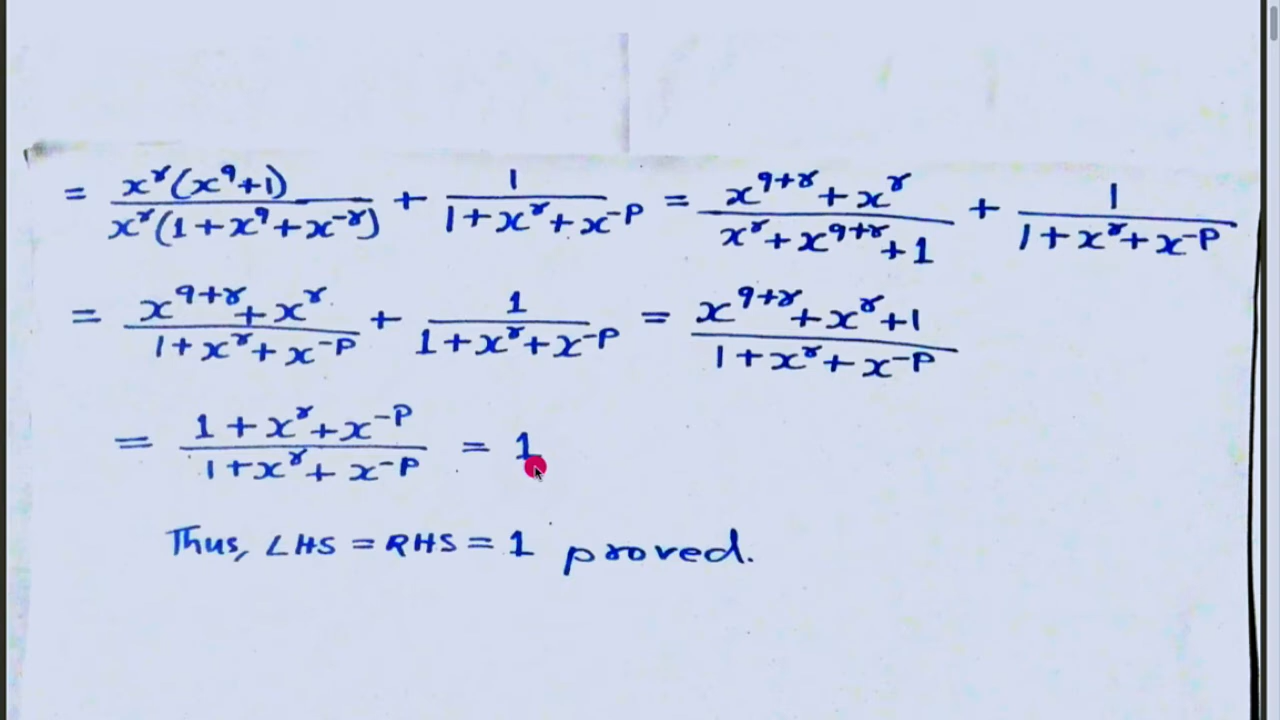 = x^r(x^q+1) / x^r(1+x^q+x^-r) + 1 / 1+x^r+x^-p = x^q+r + x^r / x^r+x^q+r+1 + 1 / 1+x^r+x^-p
= x^q+r + x^r / 1+x^r+x^-p + 1 / 1+x^r+x^-p = x^q+r + x^r+1 / 1+x^r+x^-p
= 1+x^r+x^-p / 1+x^r+x^-p = 1
Thus, LHS = RHS = 1 proved.